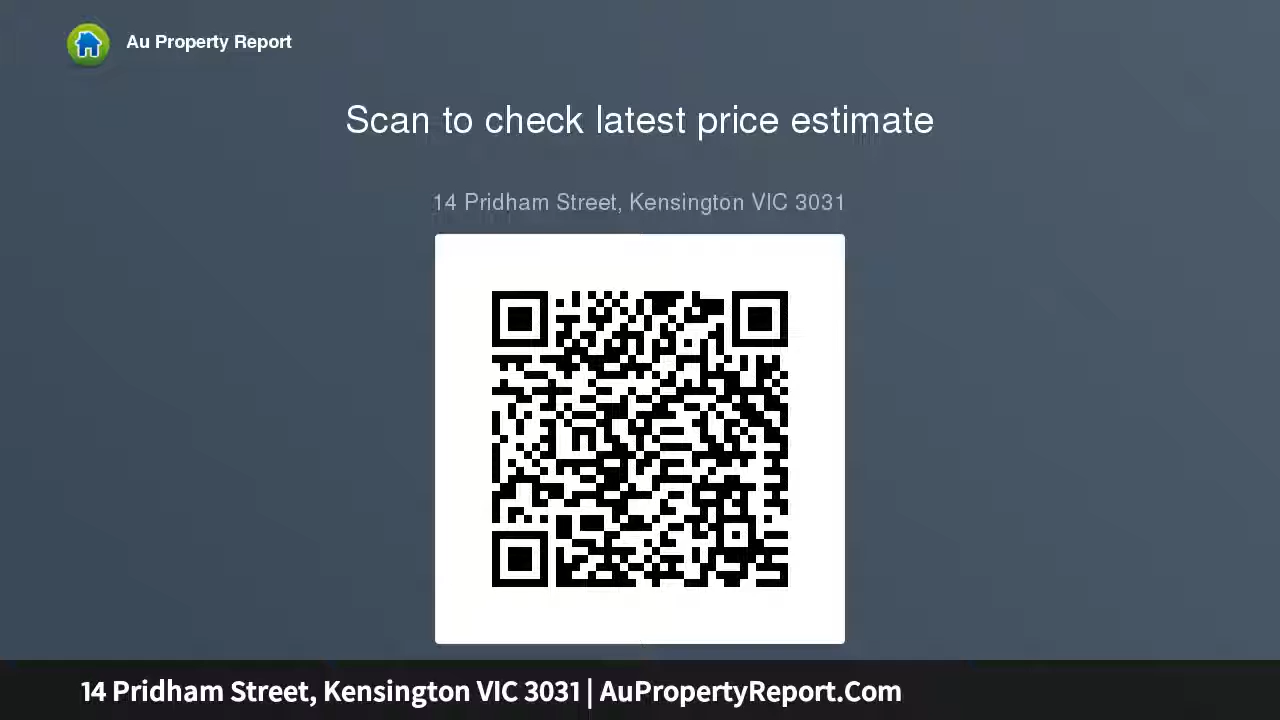 Au Property Report
Scan to check latest price estimate
14 Pridham Street, Kensington VIC 3031
14 Pridham Street, Kensington VIC 3031 | AuPropertyReport.Com